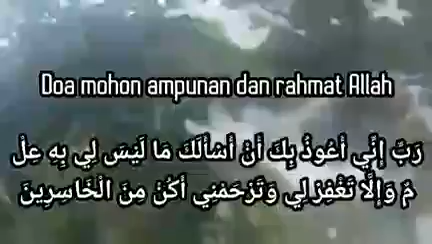 Doa mohon ampunan dan rahmat Allah
رَبِّ إِنِّي أَعُوذُ بِكَ أَنْ أَسْأَلَكَ مَا لَيْسَ لِي بِهِ عِلْ
مٌ وَإِلَّا تَغْفِرْ لِي وَتَرْحَمْنِي أَكُنْ مِنَ الْخَاسِرِينَ